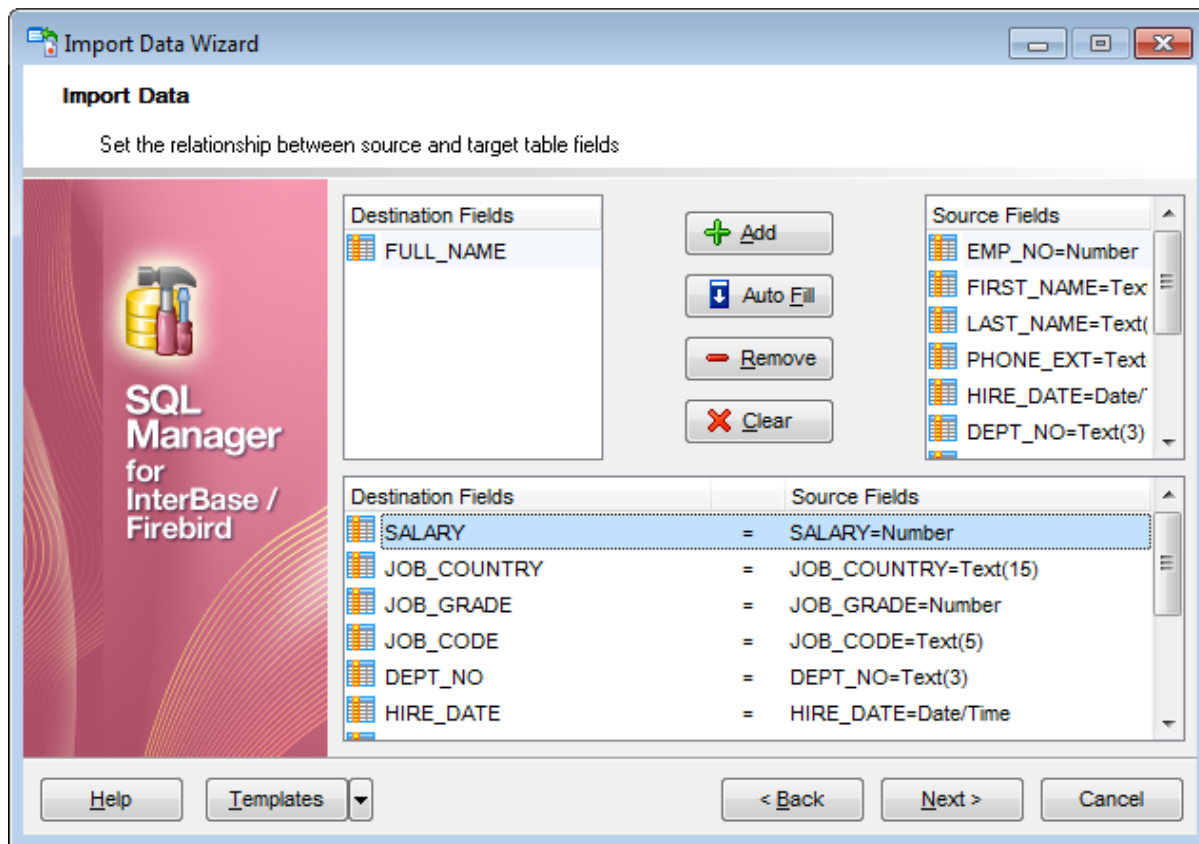 Import Data Wizard
Import Data
Set the relationship between source and target table fields
SQL
Manager
for
InterBase /
Firebird
Destination Fields
FULL_NAME
Add
Auto Fill
Remove
Clear
Source Fields
EMP_NO=Number
FIRST_NAME=Tex
LAST_NAME=Text(
PHONE_EXT=Text
HIRE_DATE=Date/
DEPT_NO=Text(3)
Destination Fields Source Fields
SALARY = SALARY=Number
JOB_COUNTRY = JOB_COUNTRY=Text(15)
JOB_GRADE = JOB_GRADE=Number
JOB_CODE = JOB_CODE=Text(5)
DEPT_NO = DEPT_NO=Text(3)
HIRE_DATE = HIRE_DATE=Date/Time
Help Templates < Back Next > Cancel